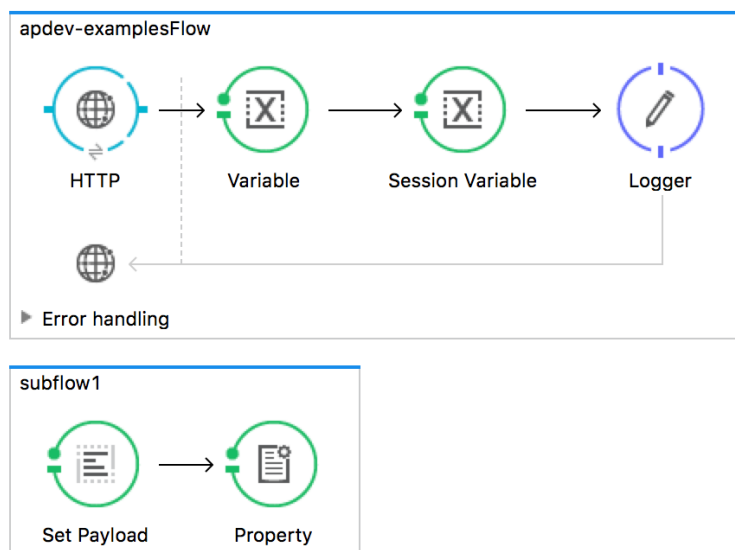 apdev-examplesFlow
HTTP
Variable
Session Variable
Logger
Error handling
subflow1
Set Payload
Property